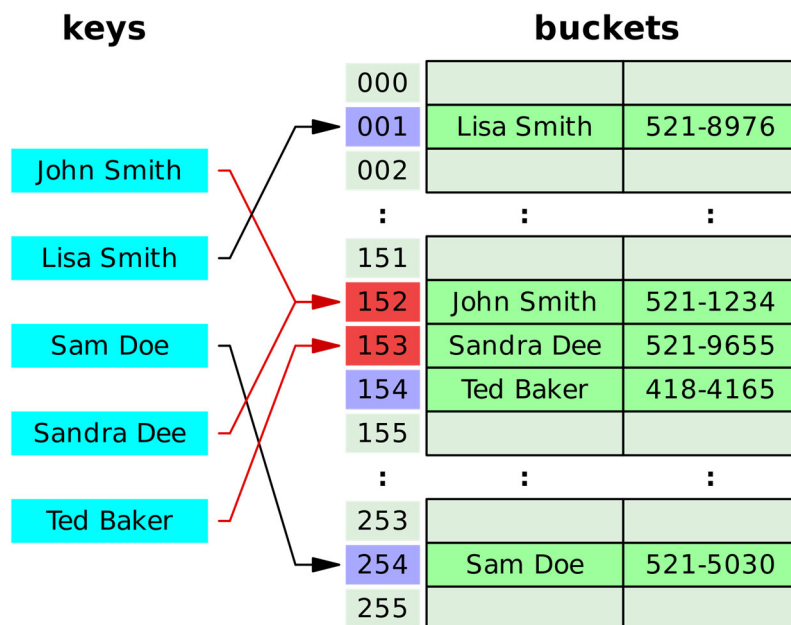 keys
buckets
John Smith
Lisa Smith
Sam Doe
Sandra Dee
Ted Baker
000
001 Lisa Smith 521-8976
002
: : :
151
152 John Smith 521-1234
153 Sandra Dee 521-9655
154 Ted Baker 418-4165
155
: : :
253
254 Sam Doe 521-5030
255